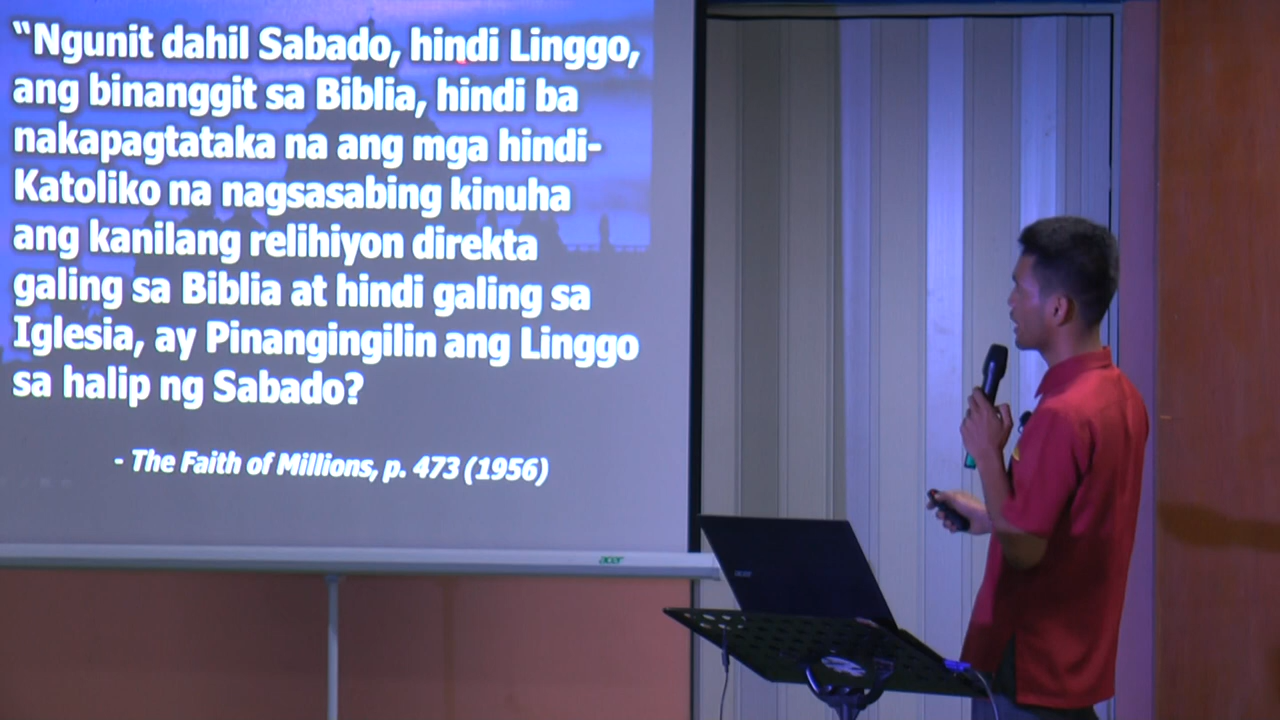 “Ngunit dahil Sabado, hindi Linggo,
ang binanggit sa Biblia, hindi ba
nakapagtataka na ang mga hindi-
Katoliko na nagsasabing kinuha
ang kanilang relihiyon direkta
galing sa Biblia at hindi galing sa
Iglesia, ay Pinangingilin ang Linggo
sa halip ng Sabado?
- The Faith of Millions, p. 473 (1956)
acer
acer